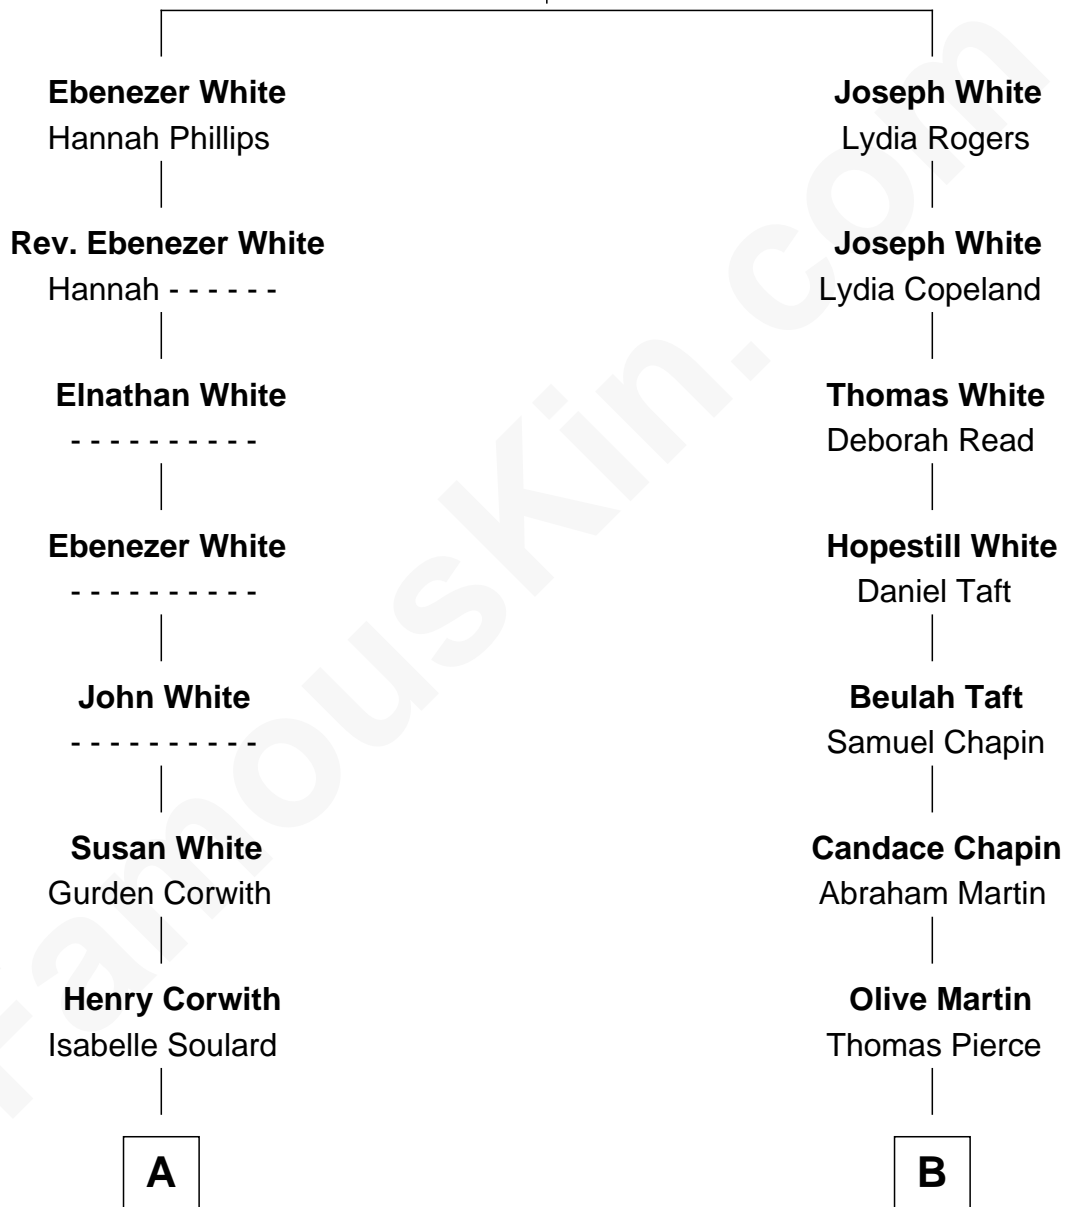 Ebenezer White
Hannah Phillips
Joseph White
Lydia Rogers
Rev. Ebenezer White
Hannah - - - - - -
Joseph White
Lydia Copeland
Elnathan White
- - - - - - - - - -
Thomas White
Deborah Read
Ebenezer White
- - - - - - - - - -
Hopestill White
Daniel Taft
John White
- - - - - - - - - -
Beulah Taft
Samuel Chapin
Susan White
Gurden Corwith
Candace Chapin
Abraham Martin
Henry Corwith
Isabelle Soulard
Olive Martin
Thomas Pierce
A
B
FamousKin.com